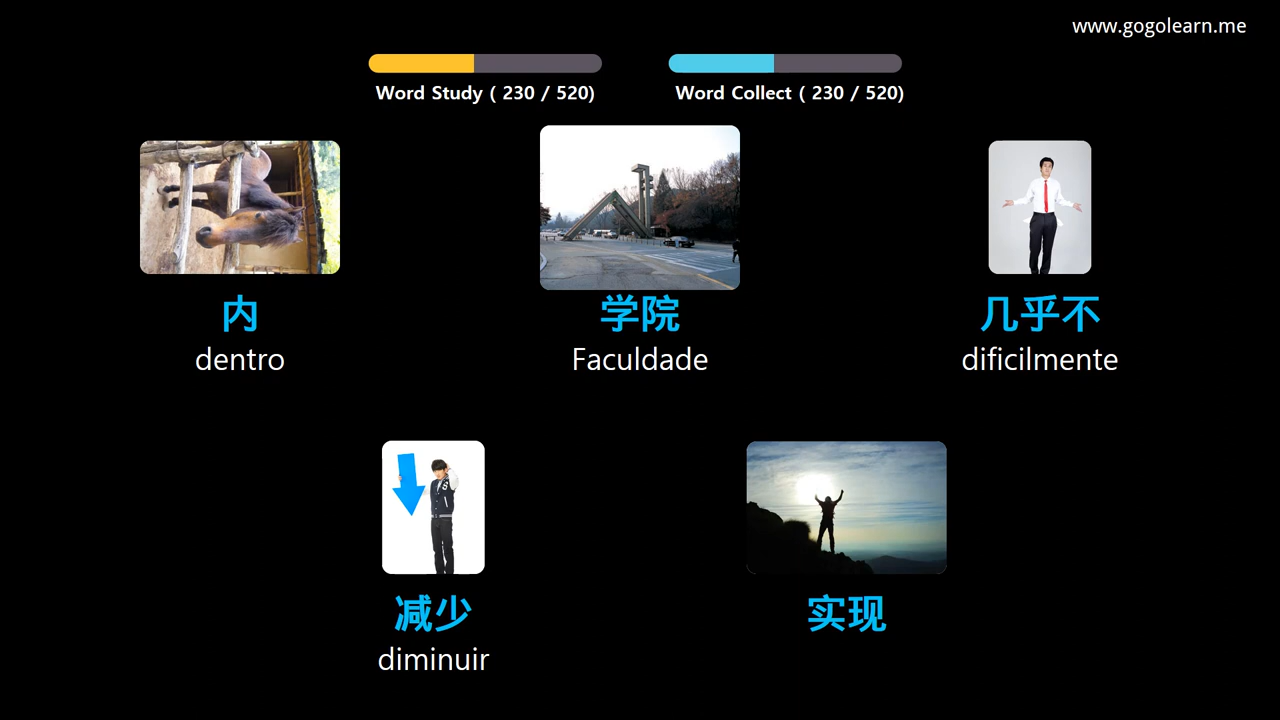 www.gogolearn.me
Word Study ( 230 / 520)
Word Collect ( 230 / 520)
内
dentro
学院
Faculdade
几乎不
dificilmente
减少
diminuir
实现